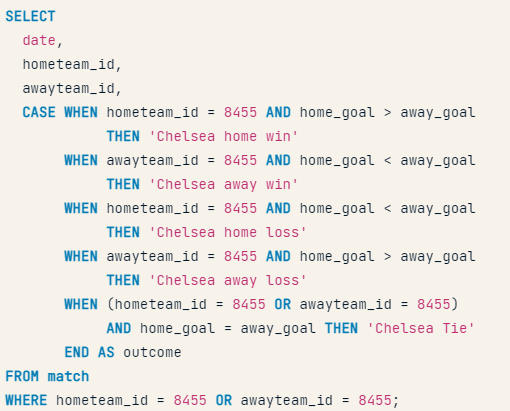 SELECT
  date,
  hometeam_id,
  awayteam_id,
  CASE WHEN hometeam_id = 8455 AND home_goal > away_goal
            THEN 'Chelsea home win'
       WHEN awayteam_id = 8455 AND home_goal < away_goal
            THEN 'Chelsea away win'
       WHEN hometeam_id = 8455 AND home_goal < away_goal
            THEN 'Chelsea home loss'
       WHEN awayteam_id = 8455 AND home_goal > away_goal
            THEN 'Chelsea away loss'
       WHEN (hometeam_id = 8455 OR awayteam_id = 8455)
            AND home_goal = away_goal THEN 'Chelsea Tie'
       END AS outcome
FROM match
WHERE hometeam_id = 8455 OR awayteam_id = 8455;